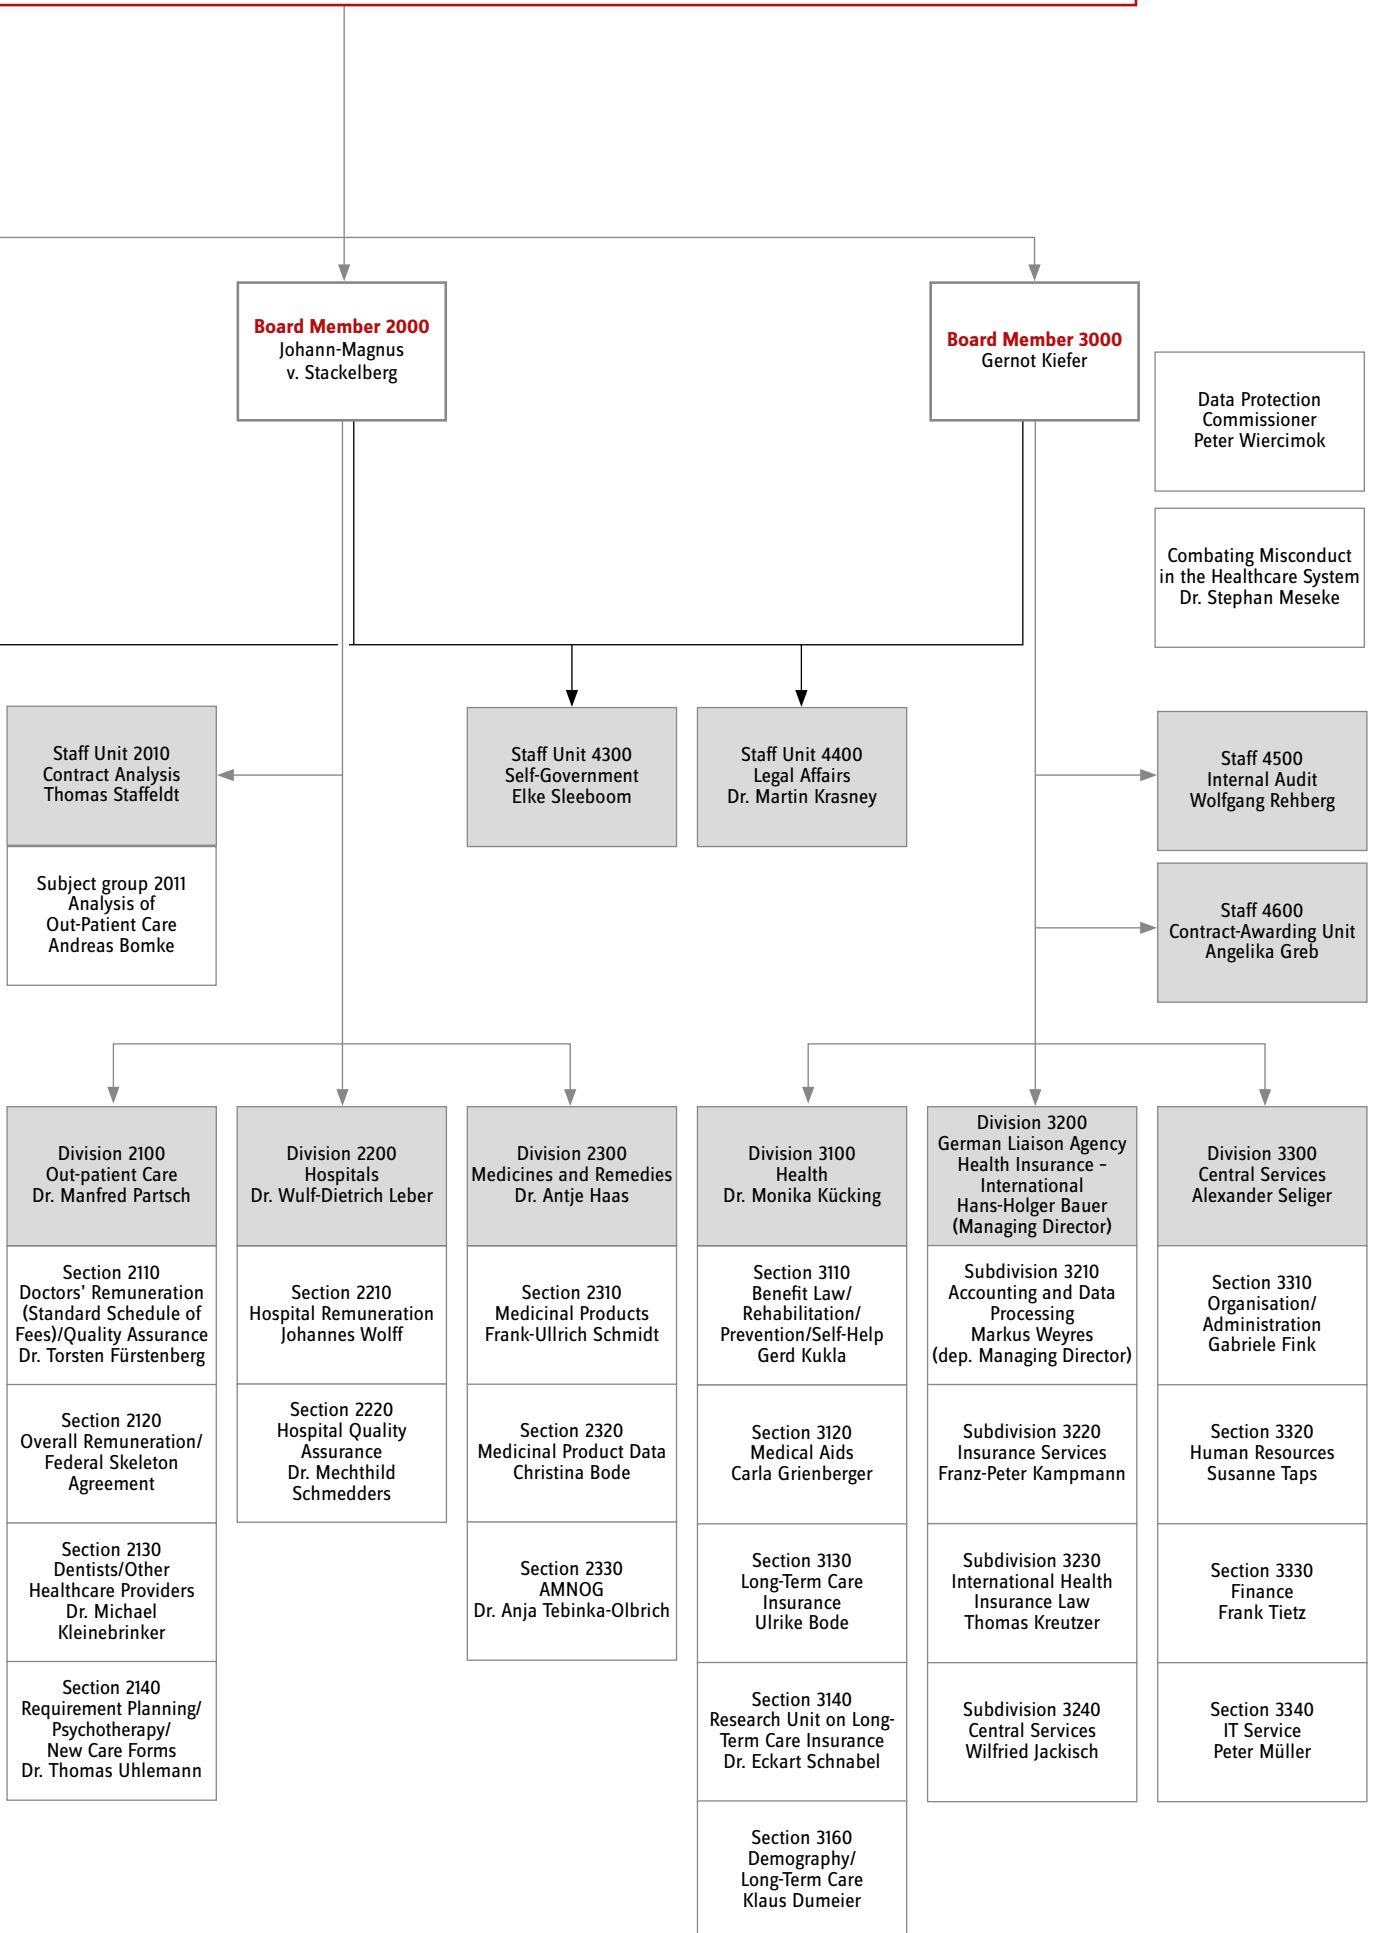 Board Member 2000
Johann-Magnus
v. Stackelberg
Board Member 3000
Gernot Kiefer
Data Protection
Commissioner
Peter Wiercimok
Combating Misconduct
in the Healthcare System
Dr. Stephan Meseke
Staff Unit 2010
Contract Analysis
Thomas Staffeldt
Subject group 2011
Analysis of
Out-Patient Care
Andreas Bomke
Staff Unit 4300
Self-Government
Elke Sleeboom
Staff Unit 4400
Legal Affairs
Dr. Martin Krasney
Staff 4500
Internal Audit
Wolfgang Rehberg
Staff 4600
Contract-Awarding Unit
Angelika Greb
Division 2100
Out-patient Care
Dr. Manfred Partsch
Section 2110
Doctors' Remuneration
(Standard Schedule of
Fees)/Quality Assurance
Dr. Torsten Fürstenberg
Section 2120
Overall Remuneration/
Federal Skeleton
Agreement
Section 2130
Dentists/Other
Healthcare Providers
Dr. Michael
Kleinebrinker
Section 2140
Requirement Planning/
Psychotherapy/
New Care Forms
Dr. Thomas Uhlemann
Division 2200
Hospitals
Dr. Wulf-Dietrich Leber
Section 2210
Hospital Remuneration
Johannes Wolff
Section 2220
Hospital Quality
Assurance
Dr. Mechthild
Schmedders
Division 2300
Medicines and Remedies
Dr. Antje Haas
Section 2310
Medicinal Products
Frank-Ullrich Schmidt
Section 2320
Medicinal Product Data
Christina Bode
Section 2330
AMNOG
Dr. Anja Tebinka-Olbrich
Division 3100
Health
Dr. Monika Kücking
Section 3110
Benefit Law/
Rehabilitation/
Prevention/Self-Help
Gerd Kukla
Section 3120
Medical Aids
Carla Grienberger
Section 3130
Long-Term Care
Insurance
Ulrike Bode
Section 3140
Research Unit on Long-
Term Care Insurance
Dr. Eckart Schnabel
Section 3160
Demography/
Long-Term Care
Klaus Dumeier
Division 3200
German Liaison Agency
Health Insurance –
International
Hans-Holger Bauer
(Managing Director)
Subdivision 3210
Accounting and Data
Processing
Markus Weyres
(dep. Managing Director)
Subdivision 3220
Insurance Services
Franz-Peter Kampmann
Subdivision 3230
International Health
Insurance Law
Thomas Kreutzer
Subdivision 3240
Central Services
Wilfried Jackisch
Division 3300
Central Services
Alexander Seliger
Section 3310
Organisation/
Administration
Gabriele Fink
Section 3320
Human Resources
Susanne Taps
Section 3330
Finance
Frank Tietz
Section 3340
IT Service
Peter Müller